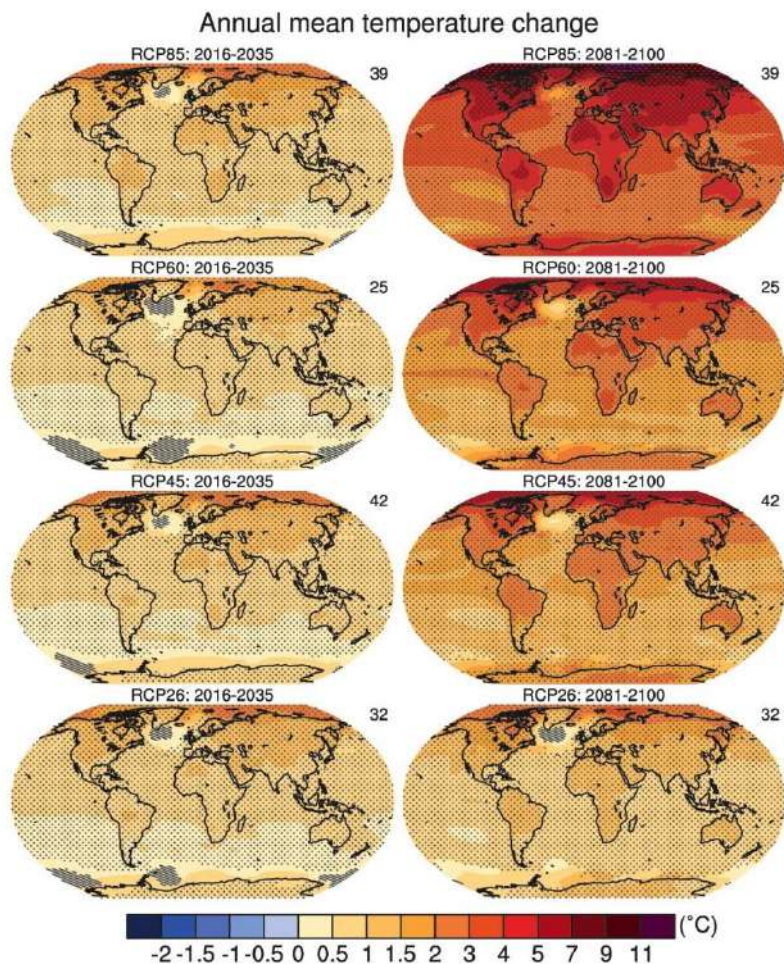 Annual mean temperature change
RCP85: 2016-2035
39
RCP85: 2081-2100
39
RCP60: 2016-2035
25
RCP60: 2081-2100
25
RCP45: 2016-2035
42
RCP45: 2081-2100
42
RCP26: 2016-2035
32
RCP26: 2081-2100
32
(°C)
-2 -1.5 -1 -0.5 0 0.5 1 1.5 2 3 4 5 7 9 11